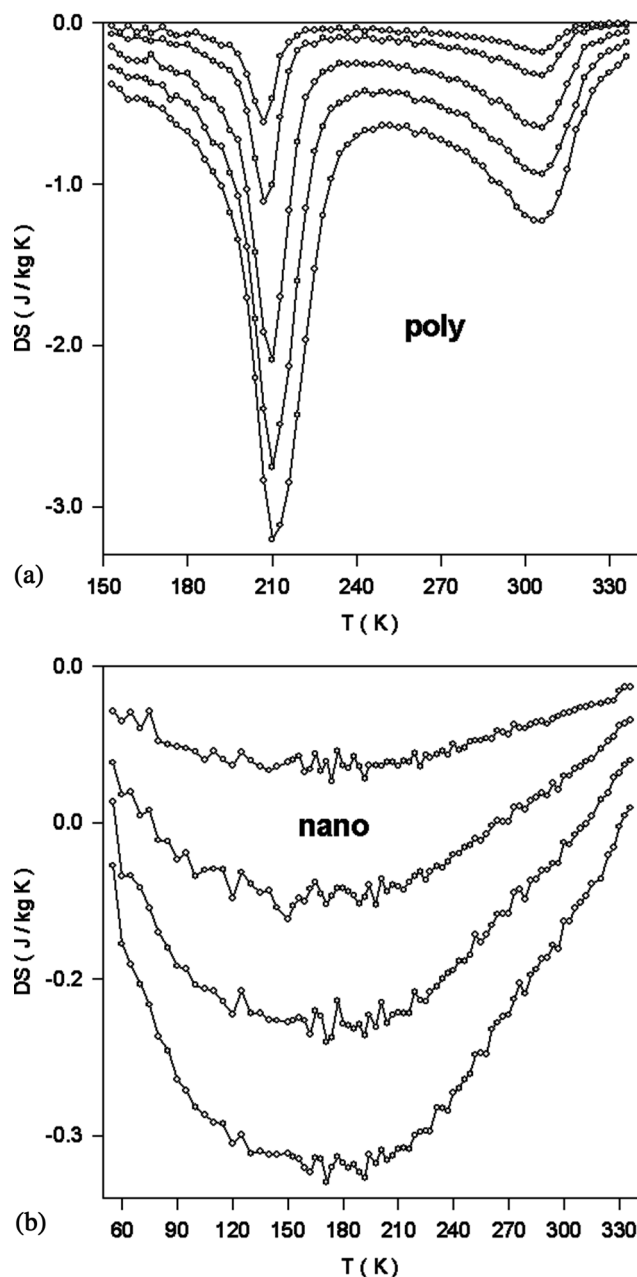 0.0
-1.0
-2.0
-3.0
DS ( J / kg K )
poly
(a)
150 180 210 240 270 300 330
T ( K )
0.0
0.0
-0.2
-0.3
DS ( J / kg K )
nano
(b)
60 90 120 150 180 210 240 270 300 330
T ( K )